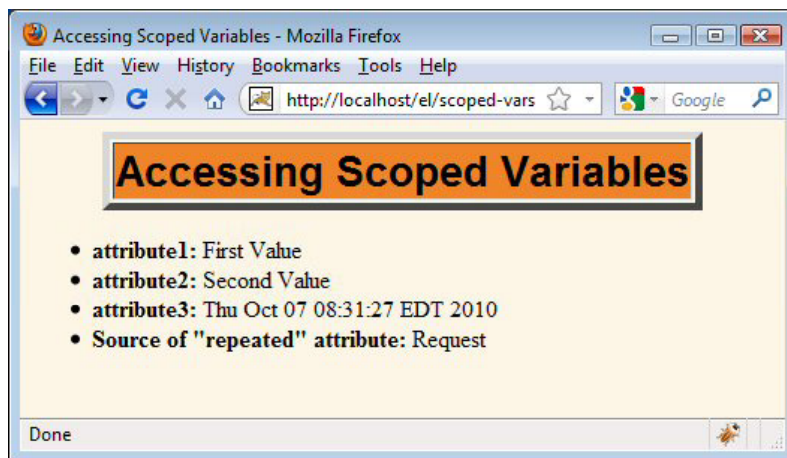 Accessing Scoped Variables - Mozilla Firefox
File Edit View History Bookmarks Tools Help
http://localhost/el/scoped-vars Google
Accessing Scoped Variables
• attribute1: First Value
• attribute2: Second Value
• attribute3: Thu Oct 07 08:31:27 EDT 2010
• Source of "repeated" attribute: Request
Done